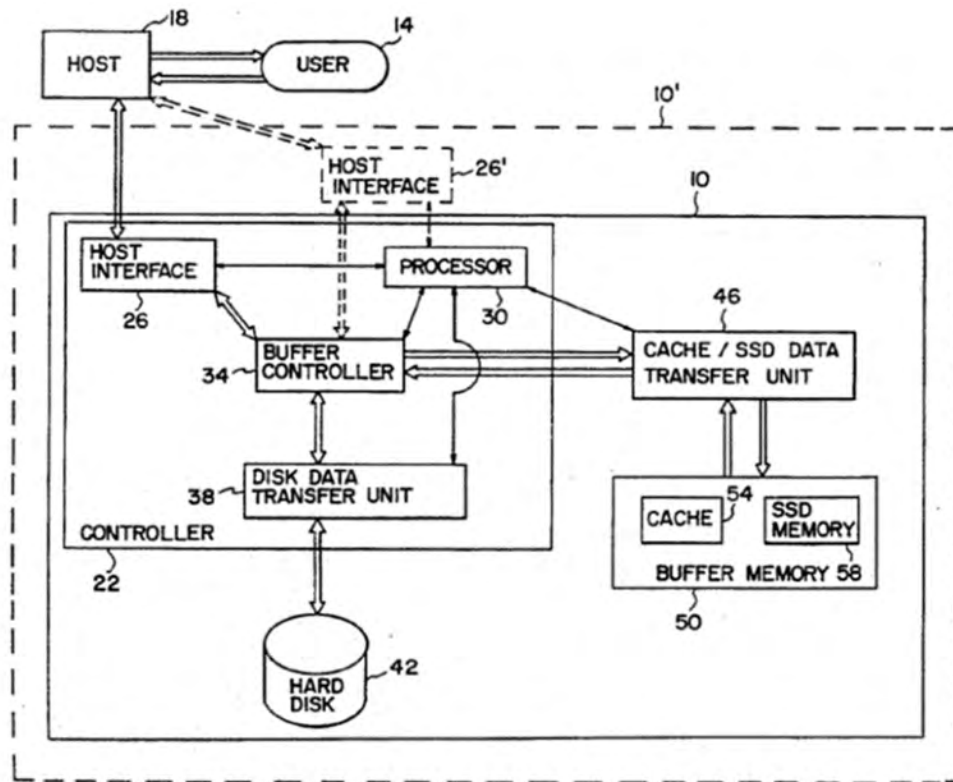 18
HOST
14
USER
10'
HOST
INTERFACE
26'
10
HOST
INTERFACE
26
PROCESSOR
30
46
CACHE / SSD DATA
TRANSFER UNIT
34
BUFFER
CONTROLLER
38
DISK DATA
TRANSFER UNIT
54
CACHE
SSD
MEMORY
BUFFER MEMORY 58
50
CONTROLLER
22
42
HARD
DISK